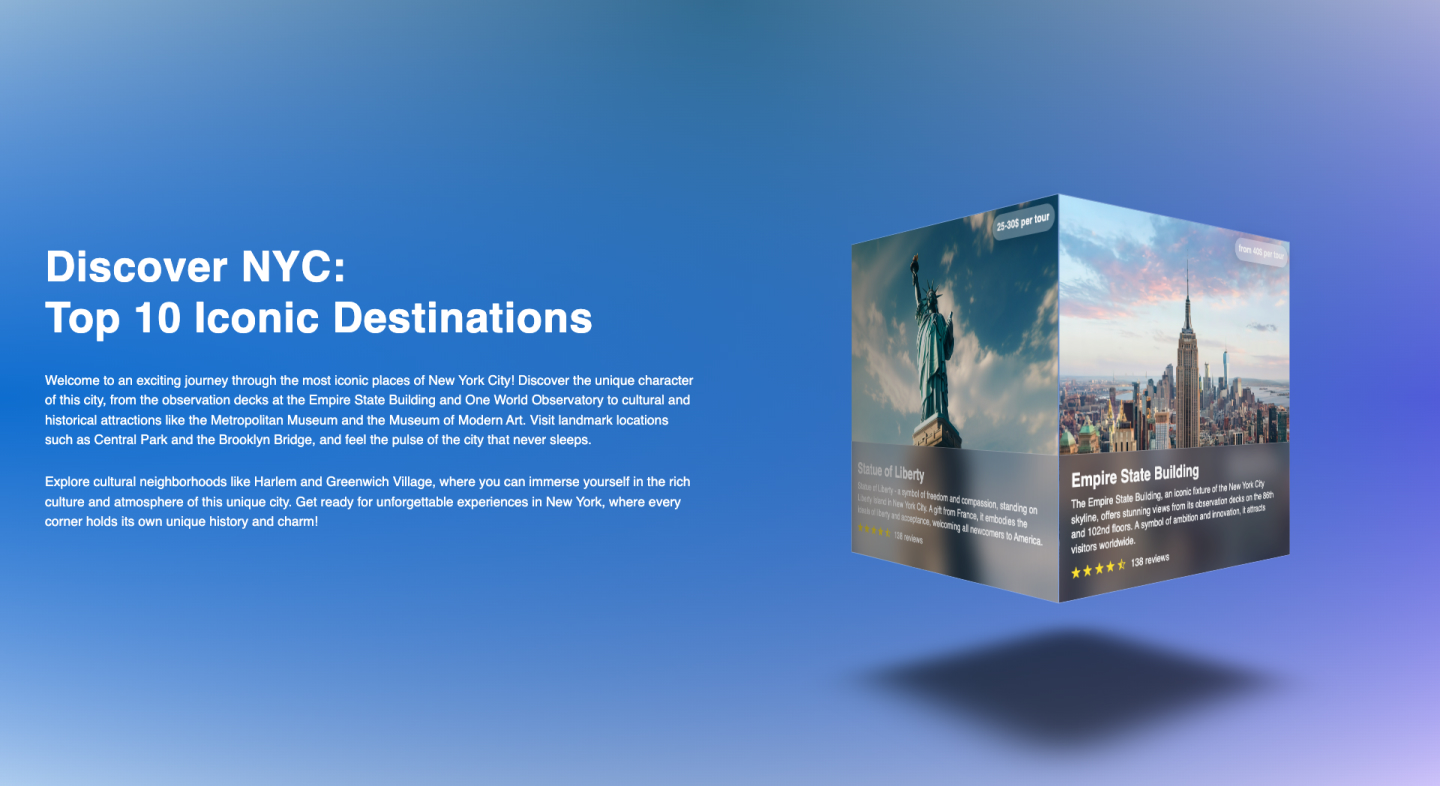 Discover NYC:
Top 10 Iconic Destinations
Welcome to an exciting journey through the most iconic places of New York City! Discover the unique character
of this city, from the observation decks at the Empire State Building and One World Observatory to cultural and
historical attractions like the Metropolitan Museum and the Museum of Modern Art. Visit landmark locations
such as Central Park and the Brooklyn Bridge, and feel the pulse of the city that never sleeps.
Explore cultural neighborhoods like Harlem and Greenwich Village, where you can immerse yourself in the rich
culture and atmosphere of this unique city. Get ready for unforgettable experiences in New York, where every
corner holds its own unique history and charm!
25-30$ per tour
Statue of Liberty
Statue of Liberty - a symbol of freedom and compassion, standing on
Liberty Island in New York City. A gift from France, it embodies the
ideals of liberty and acceptance, welcoming all newcomers to America.
138 reviews
from 40$ per tour
Empire State Building
The Empire State Building, an iconic fixture of the New York City
skyline, offers stunning views from its observation decks on the 86th
and 102nd floors. A symbol of ambition and innovation, it attracts
visitors worldwide.
138 reviews